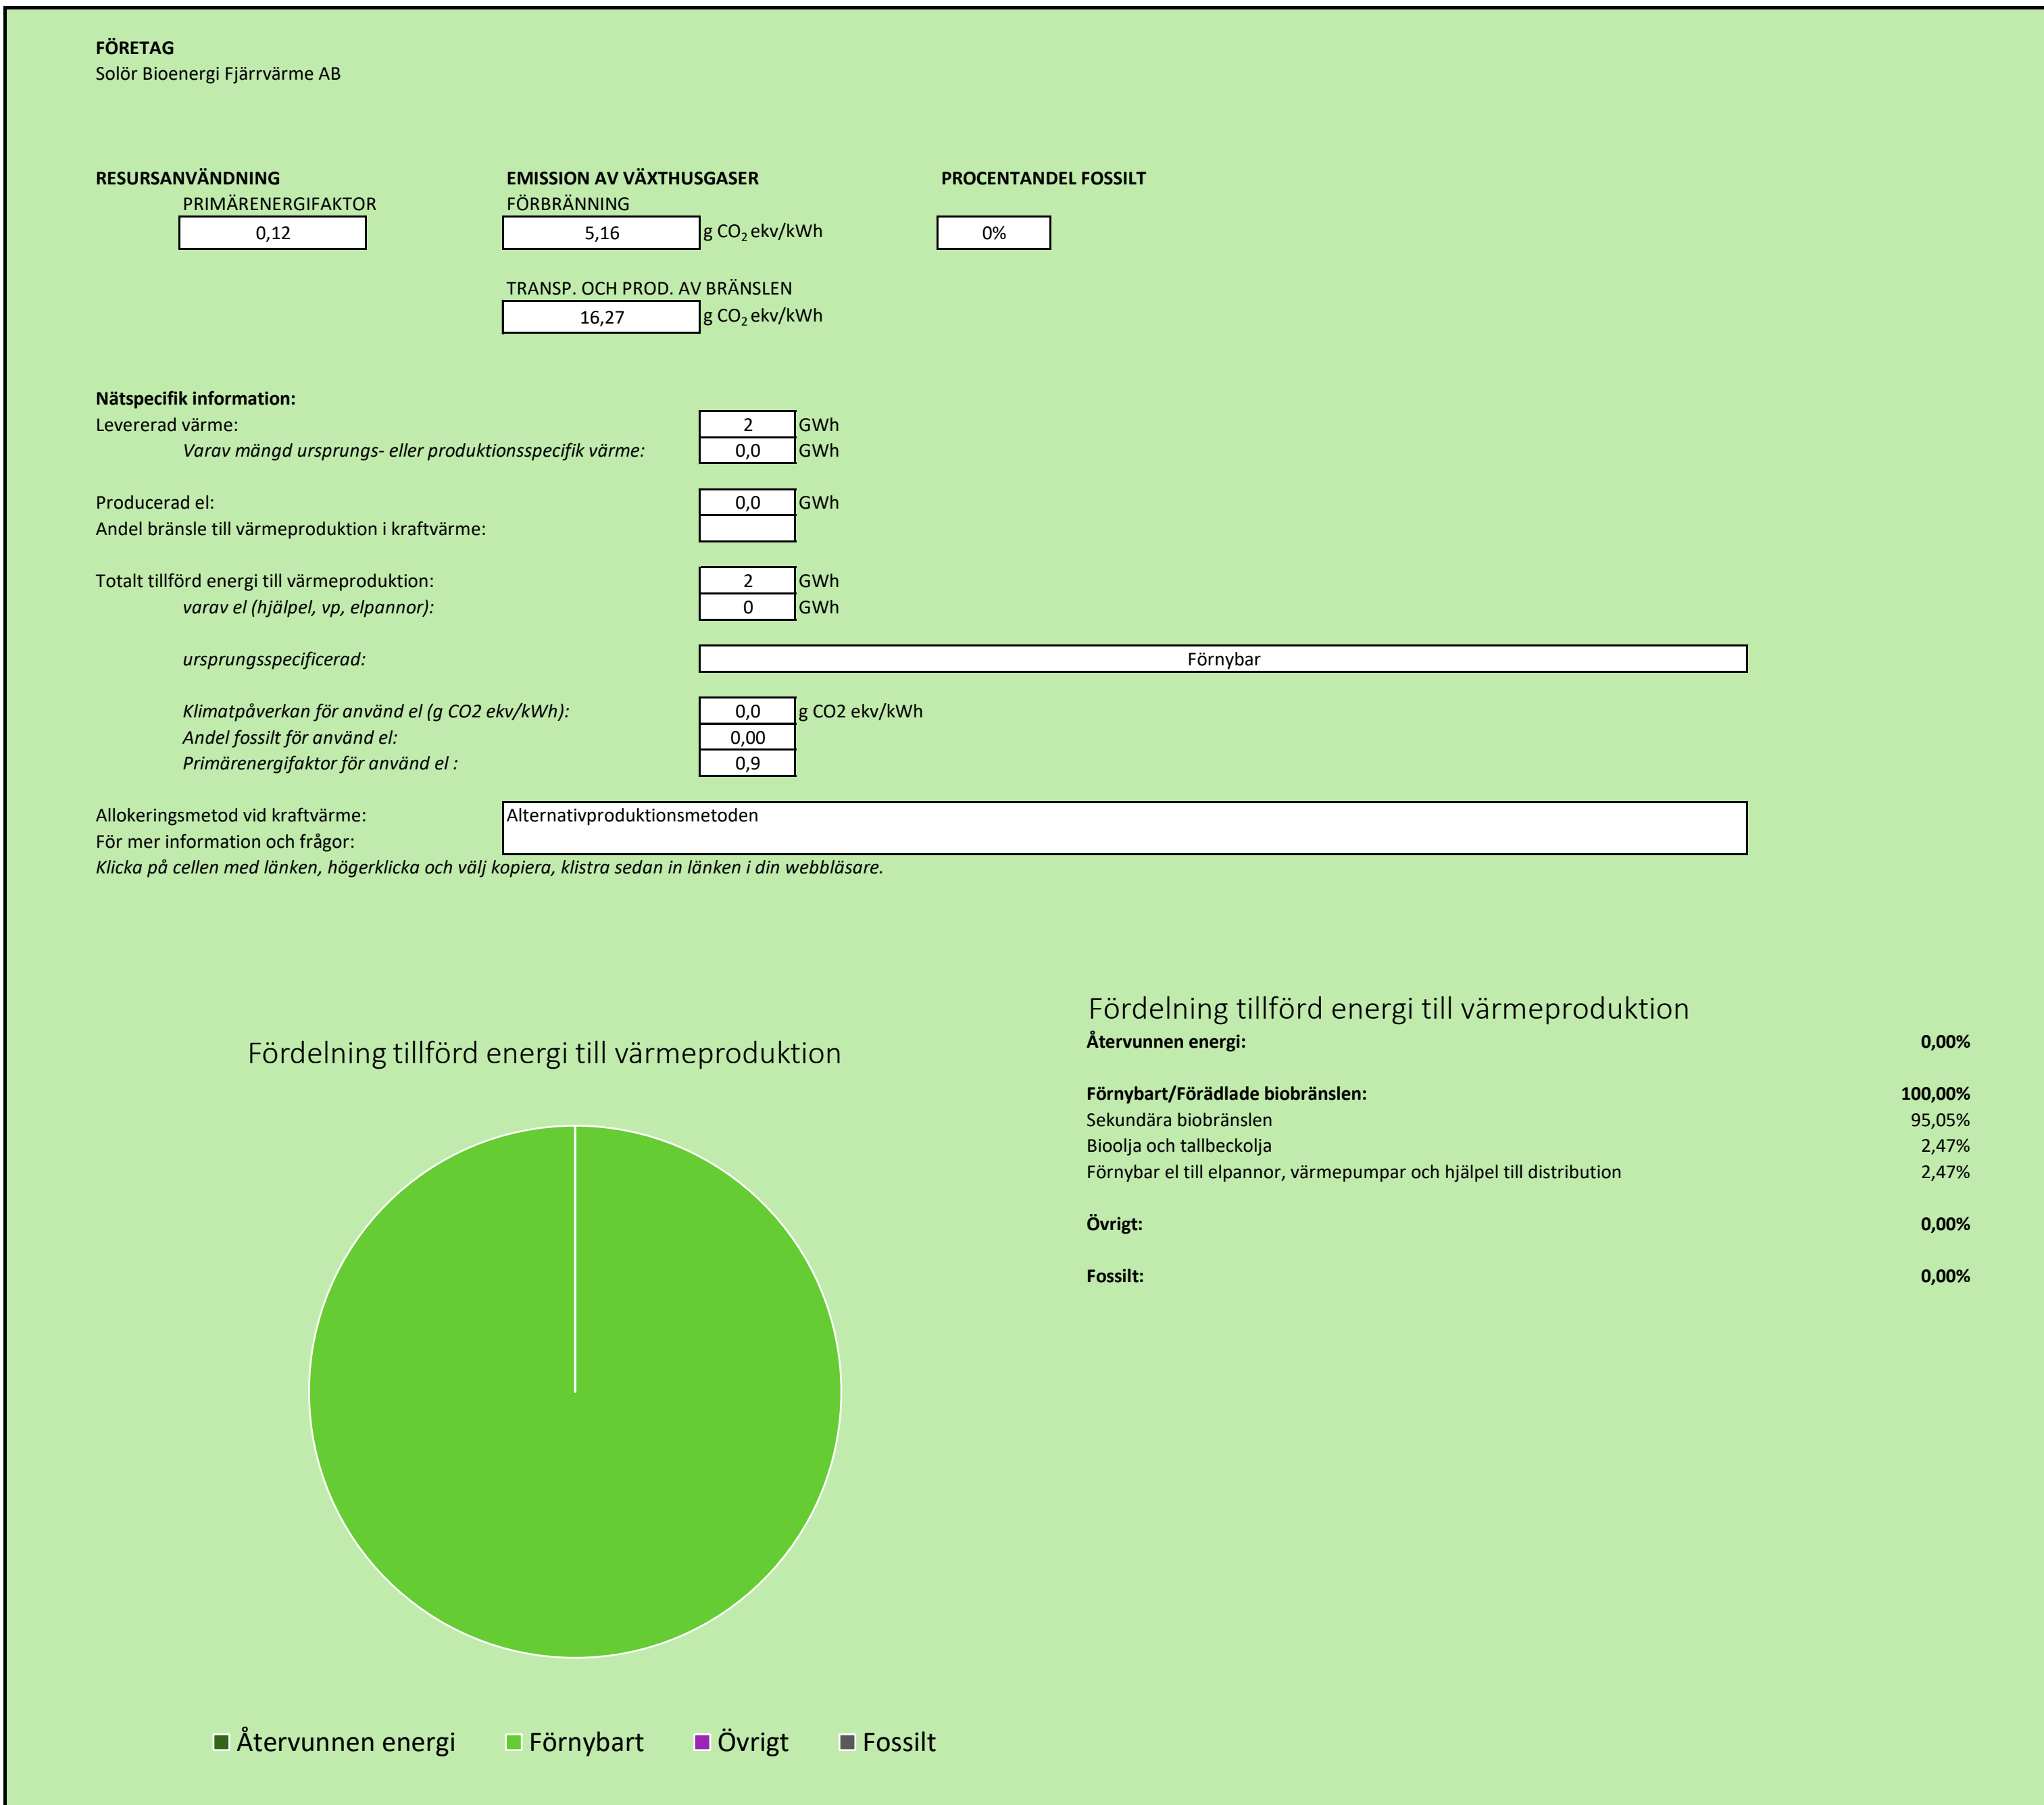 FÖRETAG
Solör Bioenergi Fjärrvärme AB
RESURSANVÄNDNING EMISSION AV VÄXTHUSGASER PROCENTANDEL FOSSILT
PRIMÄRENERGIFAKTOR FÖRBRÄNNING
0,12 5,16 g CO₂ ekv/kWh 0%
TRANSP. OCH PROD. AV BRÄNSLEN
16,27 g CO₂ ekv/kWh
Nätspecifik information:
Levererad värme: 2 GWh
Varav mängd ursprungs- eller produktionsspecifik värme: 0,0 GWh
Producerad el: 0,0 GWh
Andel bränsle till värmeproduktion i kraftvärme:
Totalt tillförd energi till värmeproduktion: 2 GWh
varav el (hjälpel, vp, elpannor): 0 GWh
ursprungsspecificerad: Förnybar
Klimatpåverkan för använd el (g CO2 ekv/kWh): 0,0 g CO2 ekv/kWh
Andel fossilt för använd el: 0,00
Primärenergifaktor för använd el : 0,9
Allokeringsmetod vid kraftvärme: Alternativproduktionsmetoden
För mer information och frågor:
Klicka på cellen med länken, högerklicka och välj kopiera, klistra sedan in länken i din webbläsare.
Fördelning tillförd energi till värmeproduktion
Återvunnen energi Förnybart Övrigt Fossilt
Fördelning tillförd energi till värmeproduktion
Återvunnen energi: 0,00%
Förnybart/Förädlade biobränslen: 100,00%
Sekundära biobränslen 95,05%
Bioolja och tallbeckolja 2,47%
Förnybar el till elpannor, värmepumpar och hjälpel till distribution 2,47%
Övrigt: 0,00%
Fossilt: 0,00%